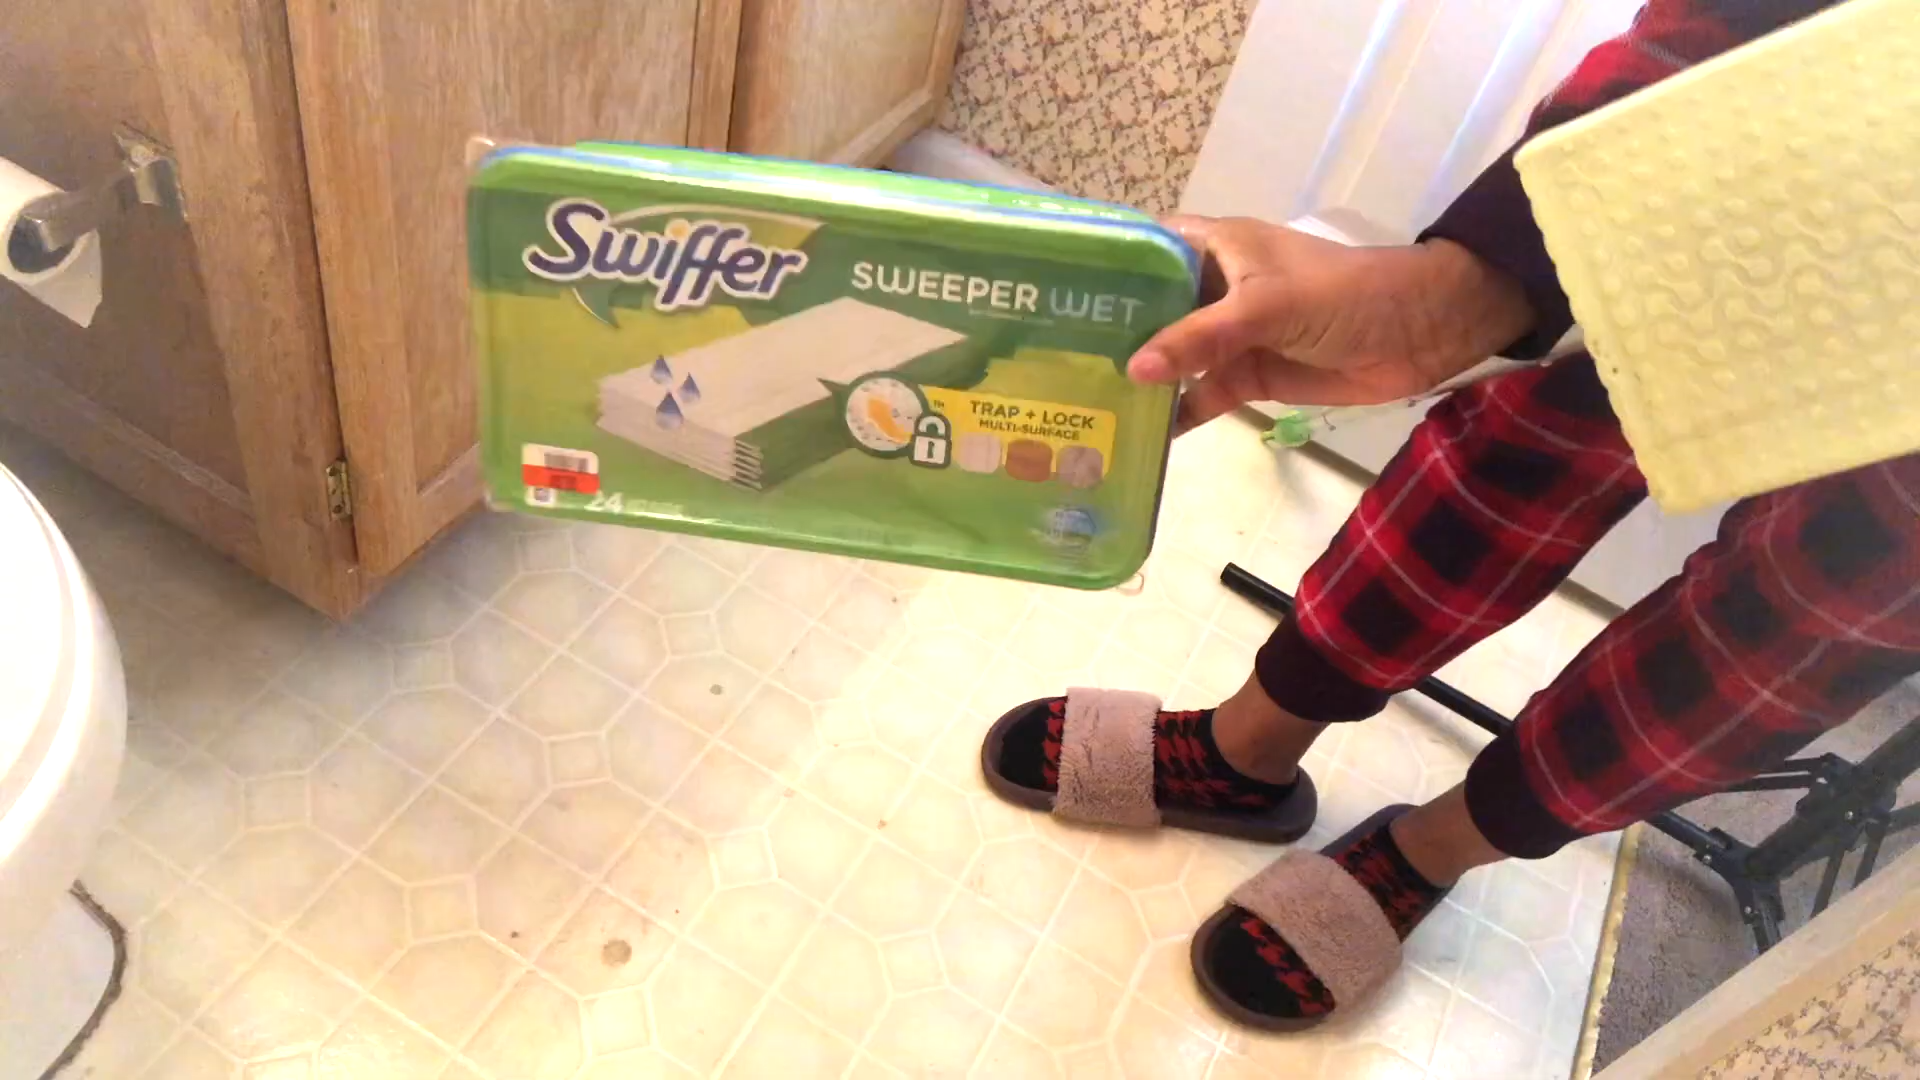 Swiffer
SWEEPER WET
TRAP + LOCK
MULTI-SURFACE
24